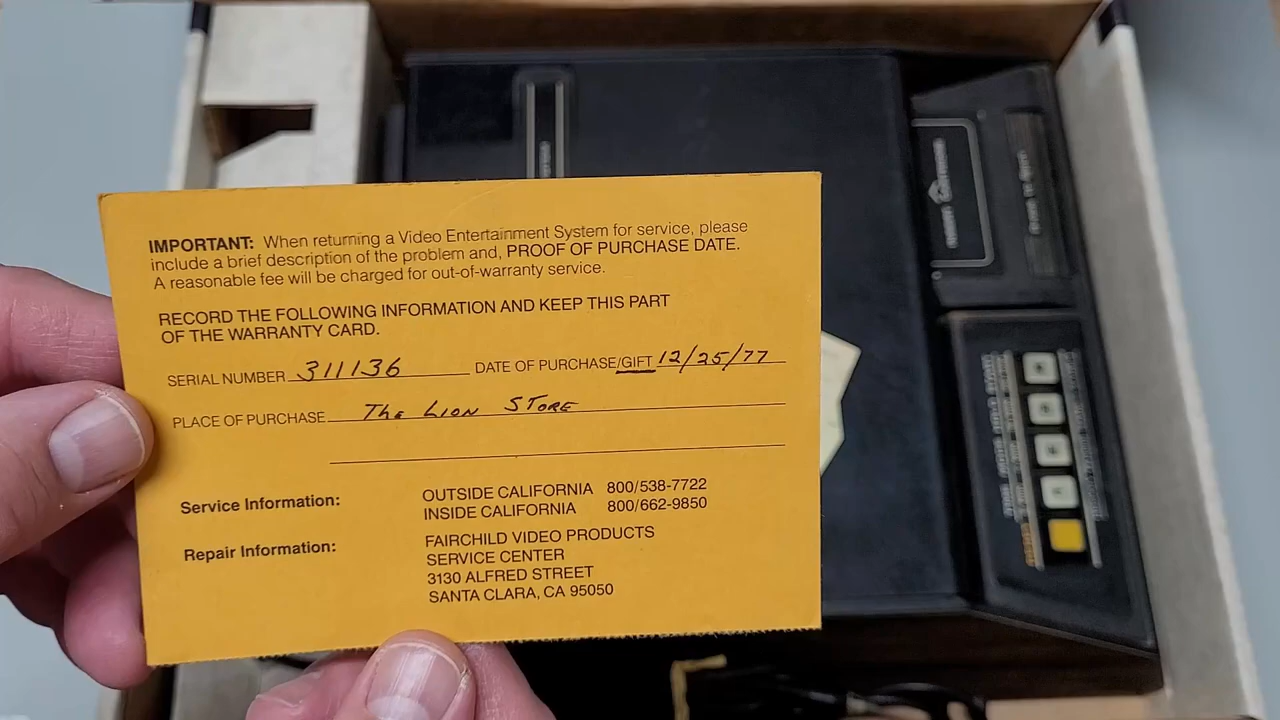 IMPORTANT: When returning a Video Entertainment System for service, please
include a brief description of the problem and, PROOF OF PURCHASE DATE.
A reasonable fee will be charged for out-of-warranty service.
RECORD THE FOLLOWING INFORMATION AND KEEP THIS PART
OF THE WARRANTY CARD.
SERIAL NUMBER 311136 DATE OF PURCHASE/GIFT 12/25/77
PLACE OF PURCHASE The Lion Store
Service Information: OUTSIDE CALIFORNIA 800/538-7722
INSIDE CALIFORNIA 800/662-9850
Repair Information: FAIRCHILD VIDEO PRODUCTS
SERVICE CENTER
3130 ALFRED STREET
SANTA CLARA, CA 95050